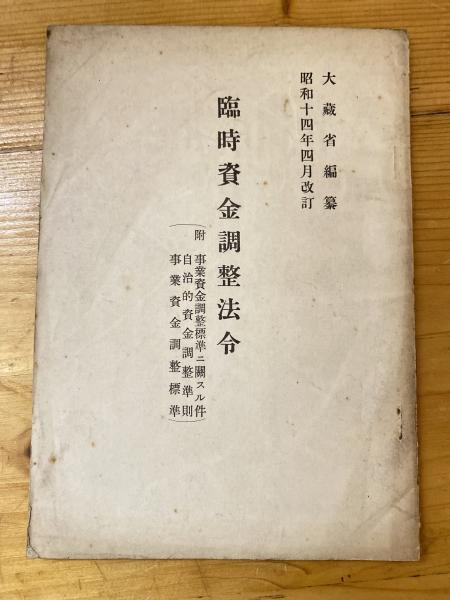 大藏省編纂
昭和十四年四月改訂
臨時資金調整法令
(附 事業資金調整標準ニ關スル件
自治的資金調整準則
事業資金調整標準)